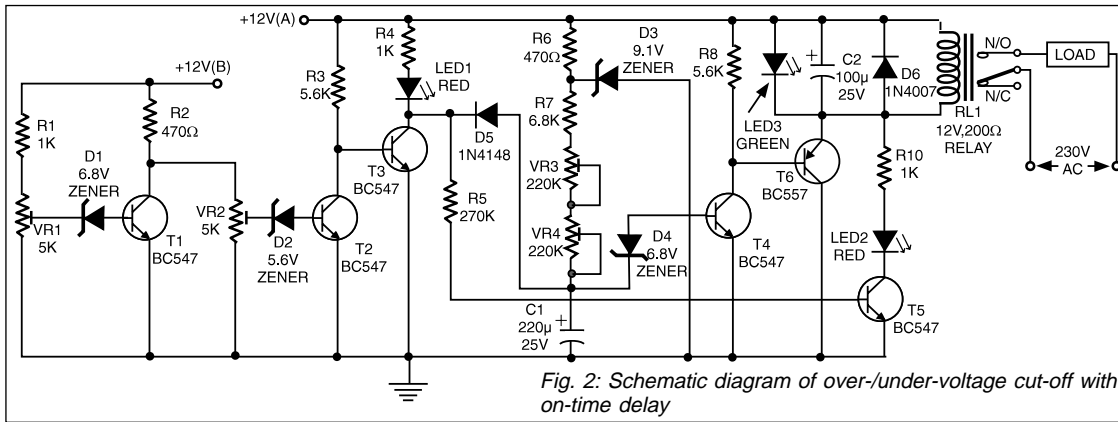 +12V(A)
+12V(B)
R1
1K
D1
6.8V
ZENER
VR1
5K
R2
470Ω
T1
BC547
VR2
5K
D2
5.6V
ZENER
R3
5.6K
T2
BC547
R4
1K
LED1
RED
T3
BC547
D5
1N4148
R5
270K
R6
470Ω
D3
9.1V
ZENER
R7
6.8K
VR3
220K
VR4
220K
D4
6.8V
ZENER
C1
220µ
25V
+
R8
5.6K
T4
BC547
LED3
GREEN
+
C2
100µ
25V
D6
1N4007
T6
BC557
R10
1K
LED2
RED
T5
BC547
RL1
12V,200Ω
RELAY
N/O
N/C
LOAD
230V
AC
Fig. 2: Schematic diagram of over-/under-voltage cut-off with
on-time delay